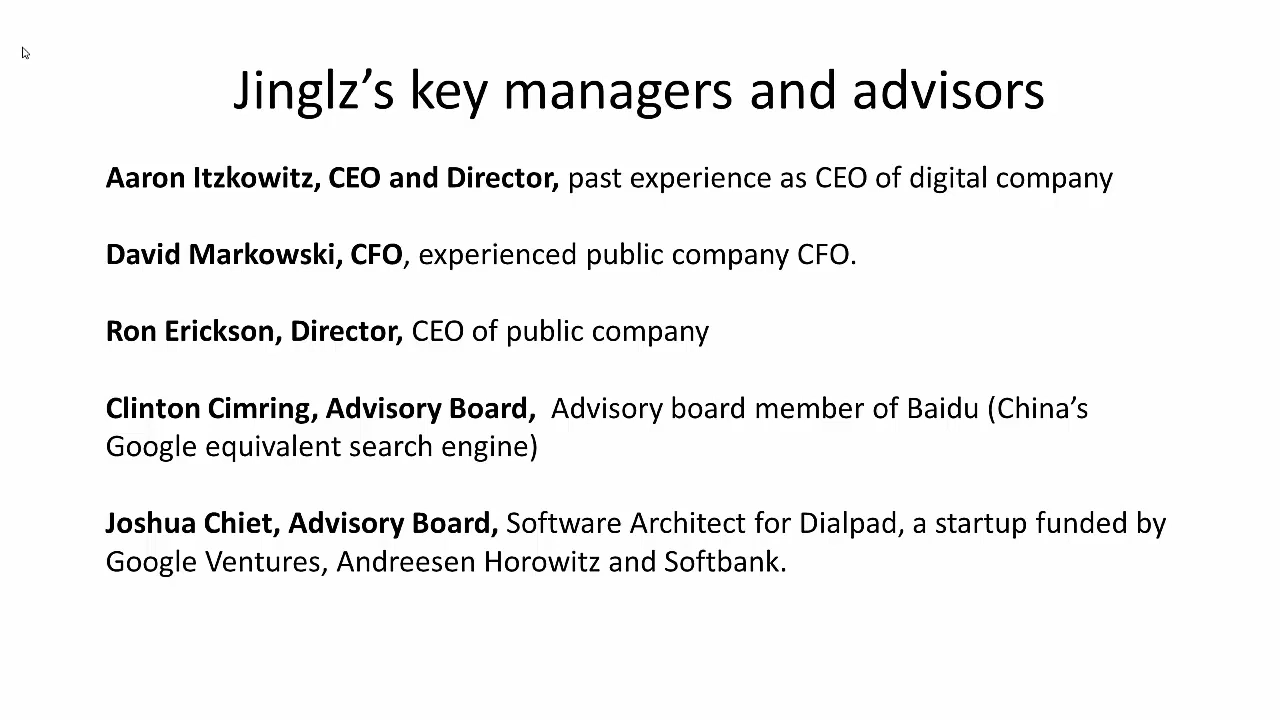 Jinglz’s key managers and advisors
Aaron Itzkowitz, CEO and Director, past experience as CEO of digital company
David Markowski, CFO, experienced public company CFO.
Ron Erickson, Director, CEO of public company
Clinton Cimring, Advisory Board,  Advisory board member of Baidu (China’s
Google equivalent search engine)
Joshua Chiet, Advisory Board, Software Architect for Dialpad, a startup funded by
Google Ventures, Andreesen Horowitz and Softbank.